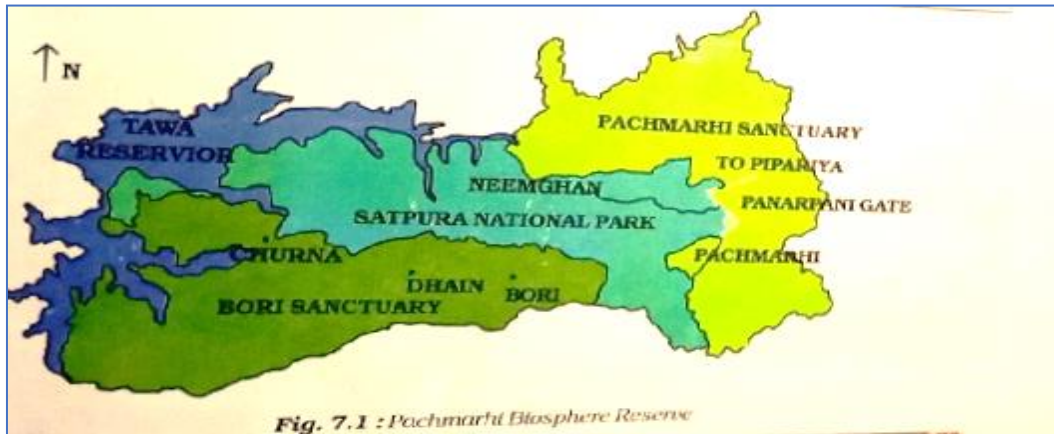 N
TAWA
RESERVIOR
PACHMARHI SANCTUARY
TO PIPARIYA
NEEMGHAN
PANARPANI GATE
SATPURA NATIONAL PARK
CHURNA
PACHMARHI
DHAIN
BORI
BORI SANCTUARY
Fig. 7.1 : Pachmarhi Biosphere Reserve